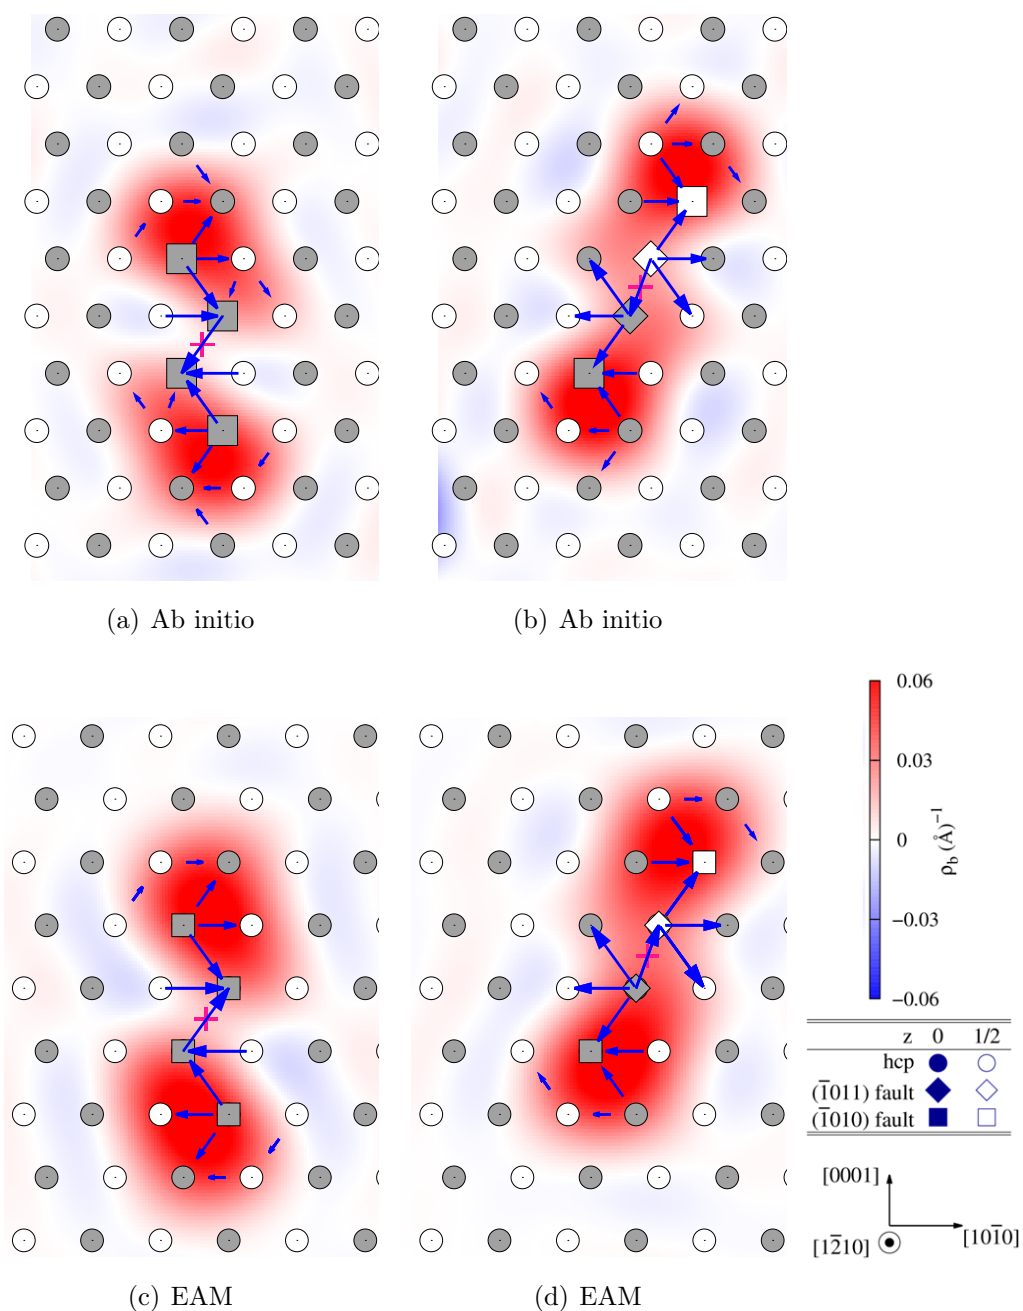 (a) Ab initio
(b) Ab initio
0.06
0.03
0
−0.03
−0.06
ρb (Å)−1
z 0 1/2
hcp
(1̅011) fault
(1̅010) fault
[0001]
[12̅10]
[101̅0]
(c) EAM
(d) EAM